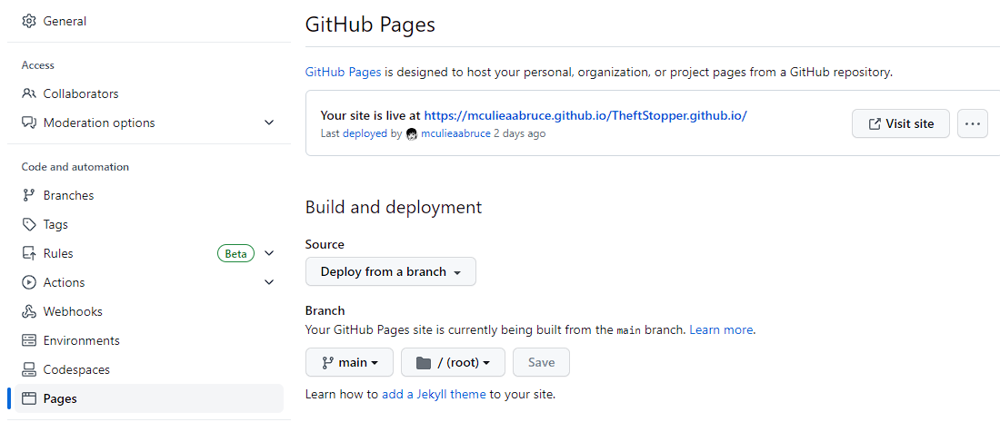 General
Access
Collaborators
Moderation options
Code and automation
Branches
Tags
Rules Beta
Actions
Webhooks
Environments
Codespaces
Pages
GitHub Pages
GitHub Pages is designed to host your personal, organization, or project pages from a GitHub repository.
Your site is live at https://mculieaabruce.github.io/TheftStopper.github.io/
Last deployed by mculieaabruce 2 days ago
Visit site
Build and deployment
Source
Deploy from a branch
Branch
Your GitHub Pages site is currently being built from the main branch. Learn more.
main / (root) Save
Learn how to add a Jekyll theme to your site.